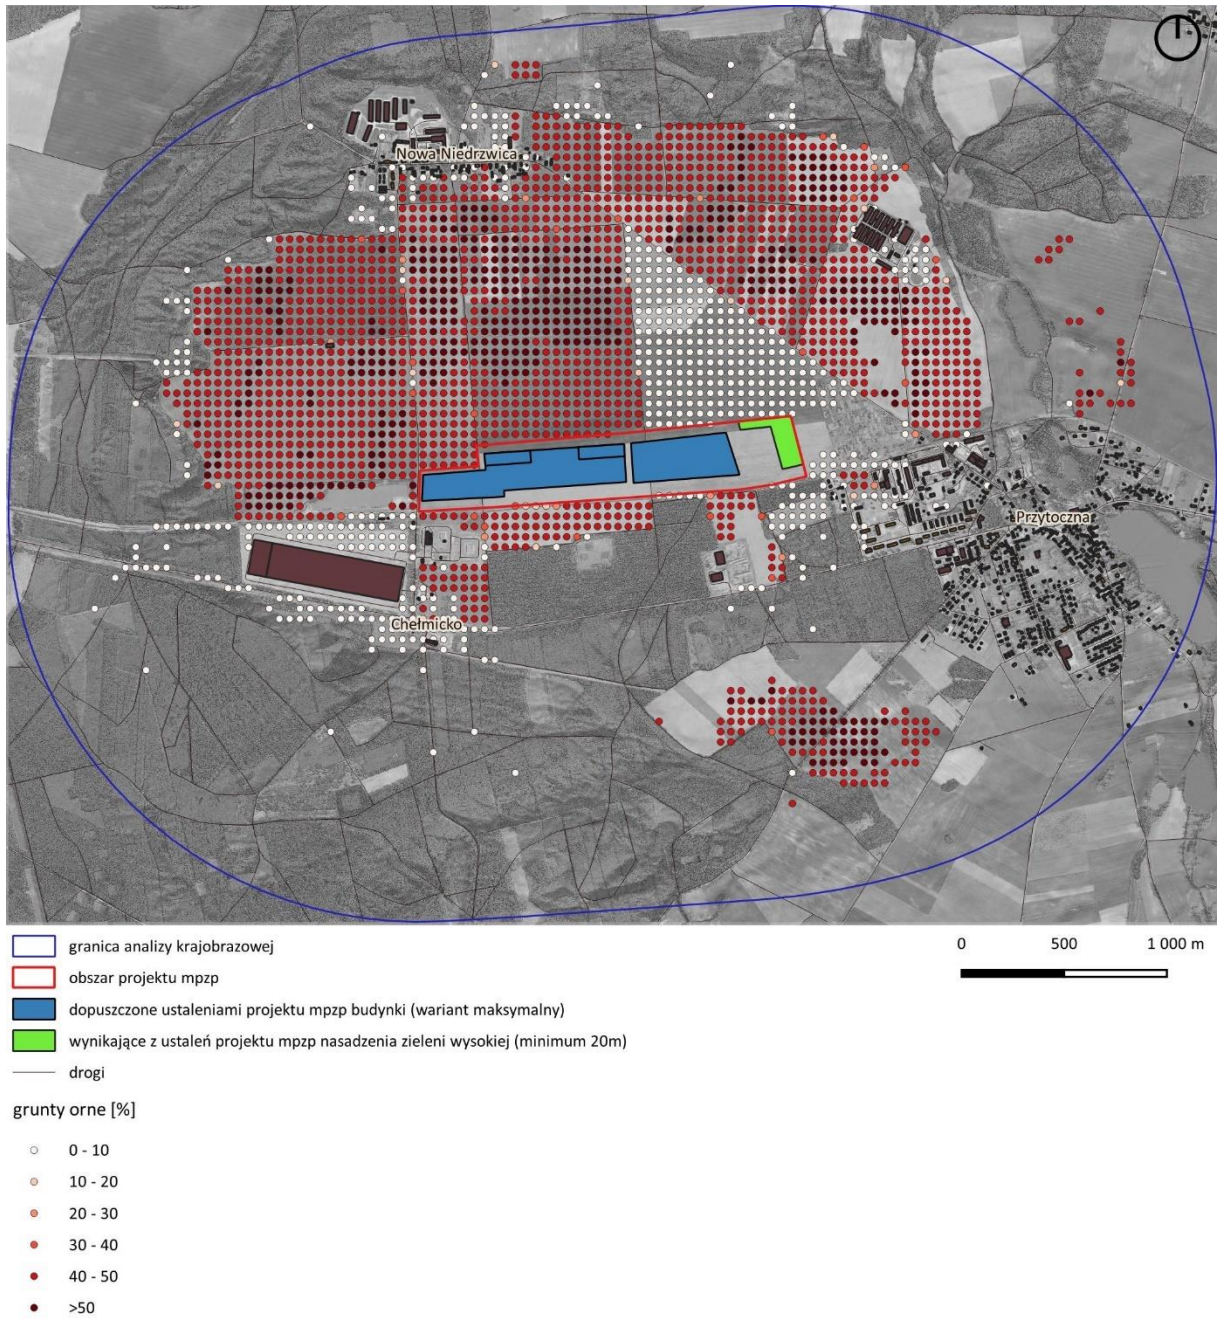 Nowa Niedrzwica
Przytoczna
Chełmicko
granica analizy krajobrazowej
0 500 1 000 m
obszar projektu mpzp
dopuszczone ustaleniami projektu mpzp budynki (wariant maksymalny)
wynikające z ustaleń projektu mpzp nasadzenia zieleni wysokiej (minimum 20m)
drogi
grunty orne [%]
0 - 10
10 - 20
20 - 30
30 - 40
40 - 50
>50